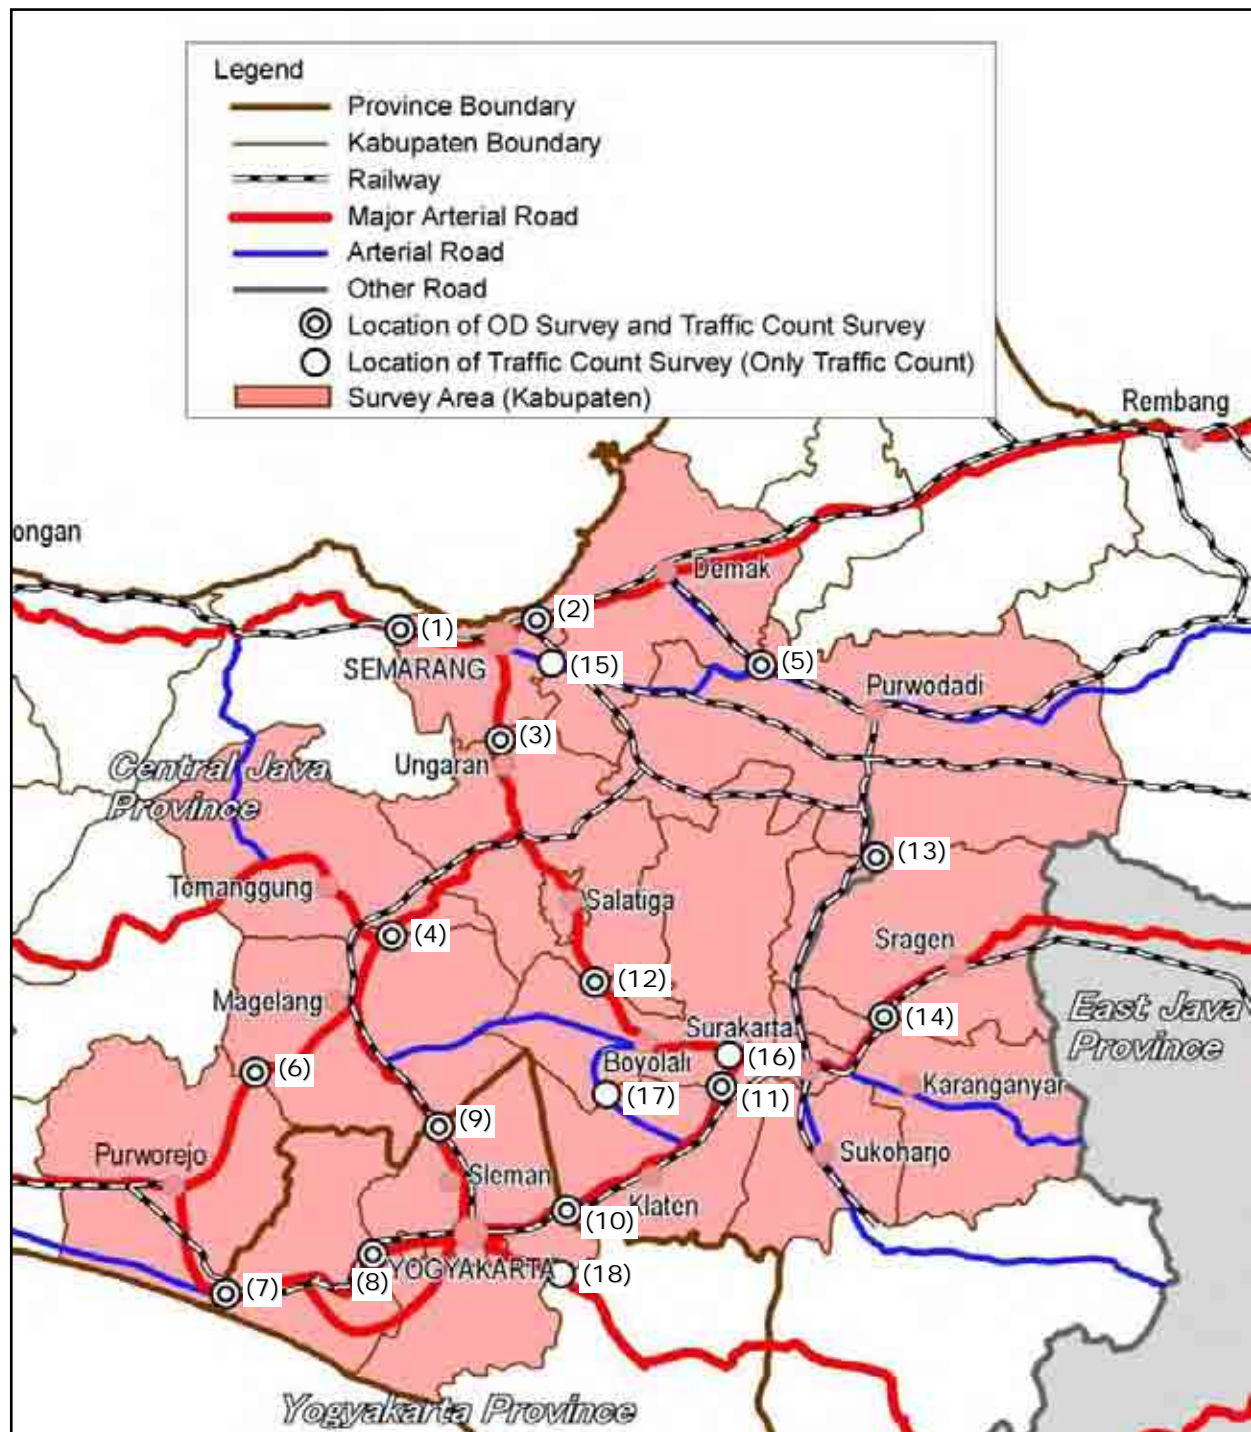 Legend
Province Boundary
Kabupaten Boundary
Railway
Major Arterial Road
Arterial Road
Other Road
Location of OD Survey and Traffic Count Survey
Location of Traffic Count Survey (Only Traffic Count)
Survey Area (Kabupaten)
Rembang
ongan
Demak
(2)
(1)
SEMARANG
(15)
(5)
Purwodadi
(3)
Ungaran
Central Java
Province
(13)
Temanggung
Salatiga
(4)
Sragen
(12)
Magelang
(14)
East Java
Province
Surakarta
(16)
Boyolali
(6)
(17)
(11)
Karanganyar
(9)
Purworejo
Sleman
Sukoharjo
Klaten
(10)
(8)
YOGYAKARTA
(18)
(7)
Yogyakarta Province